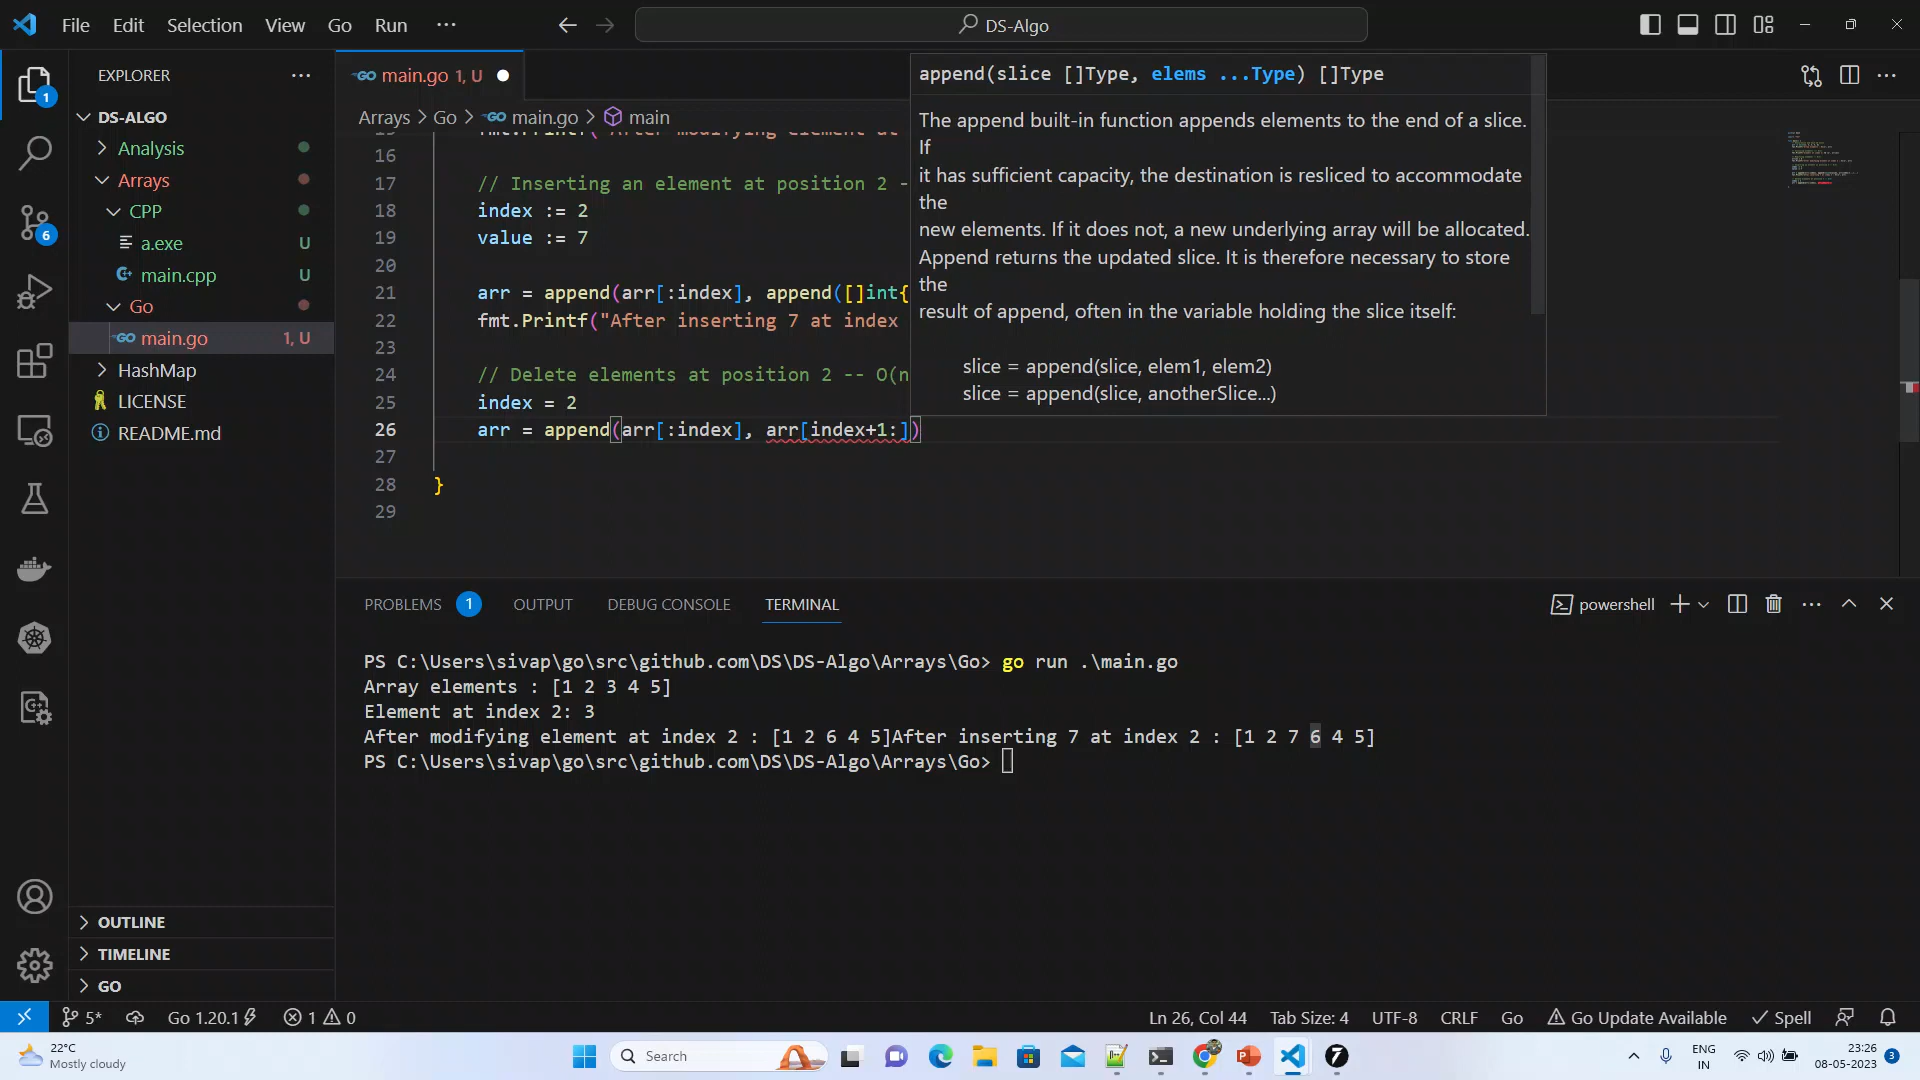 File Edit Selection View Go Run ···
DS-Algo
EXPLORER
DS-ALGO
Analysis
Arrays
CPP
a.exe U
main.cpp U
Go
main.go 1, U
HashMap
LICENSE
README.md
OUTLINE
TIMELINE
GO
1
6
main.go 1, U
Arrays > Go > main.go > main
16
17 // Inserting an element at position 2 -
18 index := 2
19 value := 7
20
21 arr = append(arr[:index], append([]int{
22 fmt.Printf("After inserting 7 at index
23
24 // Delete elements at position 2 -- O(n
25 index = 2
26 arr = append(arr[:index], arr[index+1:])
27
28 }
29
append(slice []Type, elems ...Type) []Type
The append built-in function appends elements to the end of a slice.
If
it has sufficient capacity, the destination is resliced to accommodate
the
new elements. If it does not, a new underlying array will be allocated.
Append returns the updated slice. It is therefore necessary to store
the
result of append, often in the variable holding the slice itself:
slice = append(slice, elem1, elem2)
slice = append(slice, anotherSlice...)
PROBLEMS 1 OUTPUT DEBUG CONSOLE TERMINAL
powershell
PS C:\Users\sivap\go\src\github.com\DS\DS-Algo\Arrays\Go> go run .\main.go
Array elements : [1 2 3 4 5]
Element at index 2: 3
After modifying element at index 2 : [1 2 6 4 5]After inserting 7 at index 2 : [1 2 7 6 4 5]
PS C:\Users\sivap\go\src\github.com\DS\DS-Algo\Arrays\Go>
5* Go 1.20.1 1 0 Ln 26, Col 44 Tab Size: 4 UTF-8 CRLF Go Go Update Available Spell
22°C
Mostly cloudy
Search
ENG
IN
23:26
08-05-2023
3